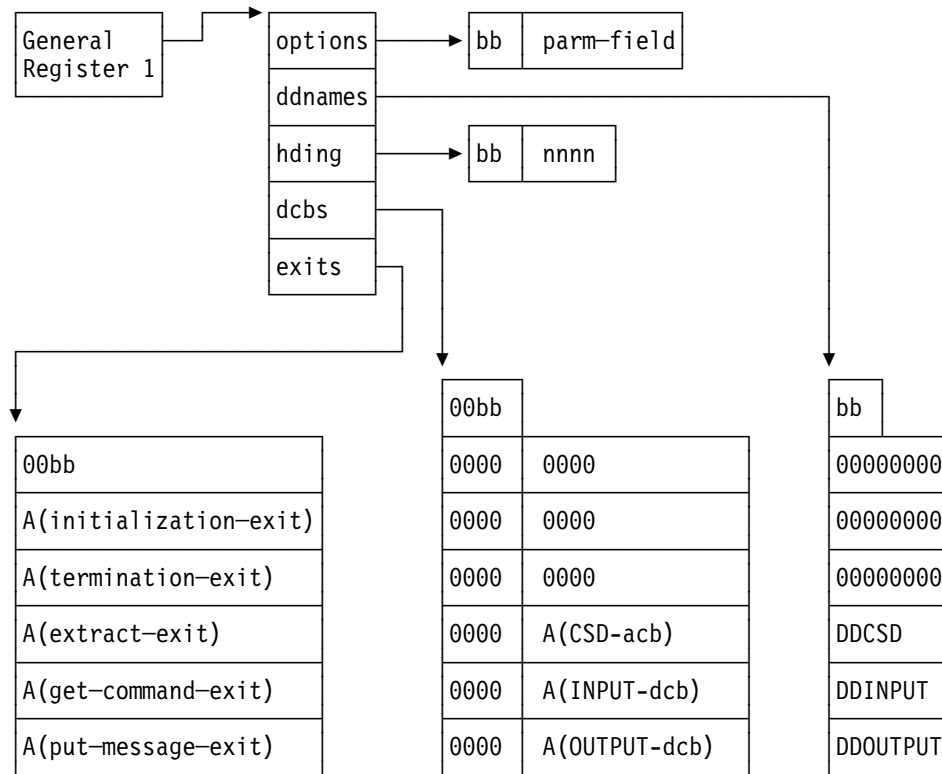 General
Register 1
options
bb parm—field
ddnames
hding
bb nnnn
dcbs
exits
00bb
A(initialization—exit)
A(termination—exit)
A(extract—exit)
A(get—command—exit)
A(put—message—exit)
00bb
0000 0000
0000 0000
0000 0000
0000 A(CSD-acb)
0000 A(INPUT-dcb)
0000 A(OUTPUT-dcb)
bb
00000000
00000000
00000000
DDCSD
DDINPUT
DDOUTPUT